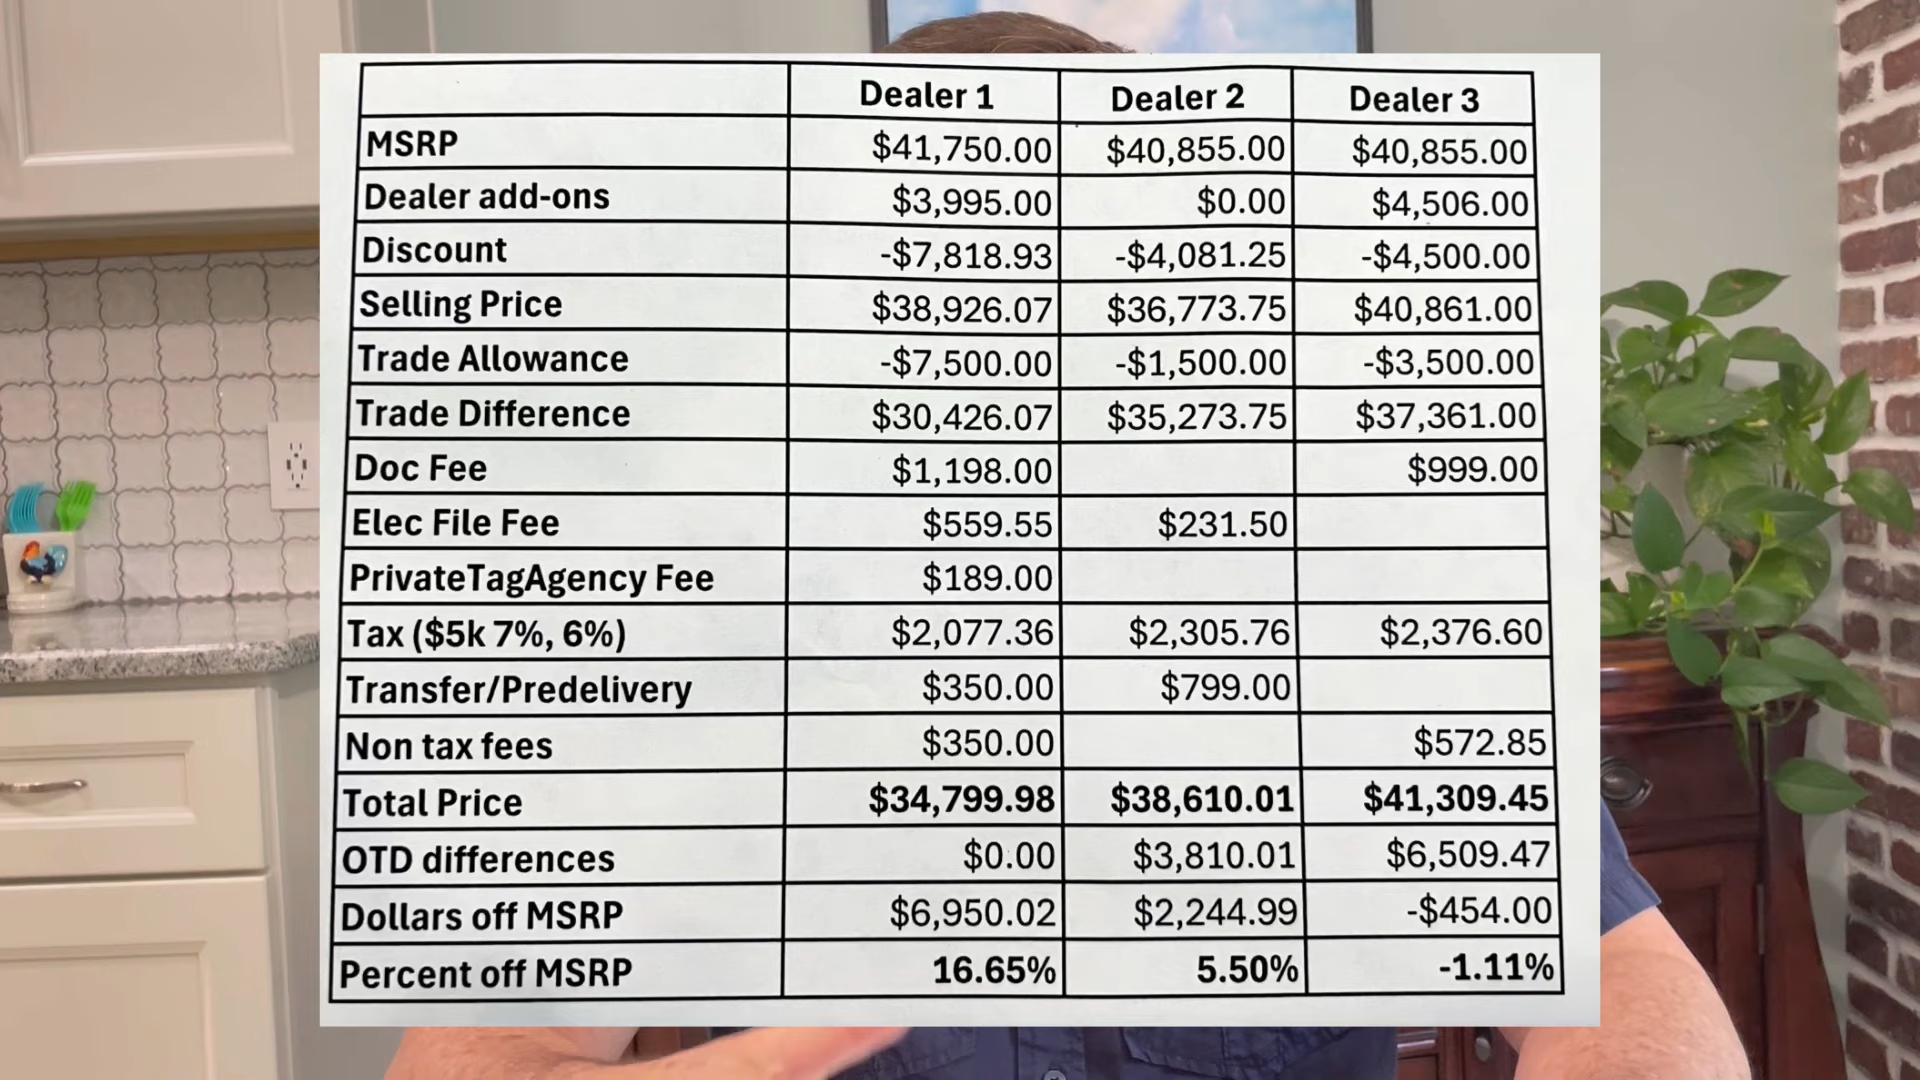 Dealer 1 Dealer 2 Dealer 3
MSRP $41,750.00 $40,855.00 $40,855.00
Dealer add-ons $3,995.00 $0.00 $4,506.00
Discount -$7,818.93 -$4,081.25 -$4,500.00
Selling Price $38,926.07 $36,773.75 $40,861.00
Trade Allowance -$7,500.00 -$1,500.00 -$3,500.00
Trade Difference $30,426.07 $35,273.75 $37,361.00
Doc Fee $1,198.00 $999.00
Elec File Fee $559.55 $231.50
PrivateTagAgency Fee $189.00
Tax ($5k 7%, 6%) $2,077.36 $2,305.76 $2,376.60
Transfer/Predelivery $350.00 $799.00
Non tax fees $350.00 $572.85
Total Price $34,799.98 $38,610.01 $41,309.45
OTD differences $0.00 $3,810.01 $6,509.47
Dollars off MSRP $6,950.02 $2,244.99 -$454.00
Percent off MSRP 16.65% 5.50% -1.11%